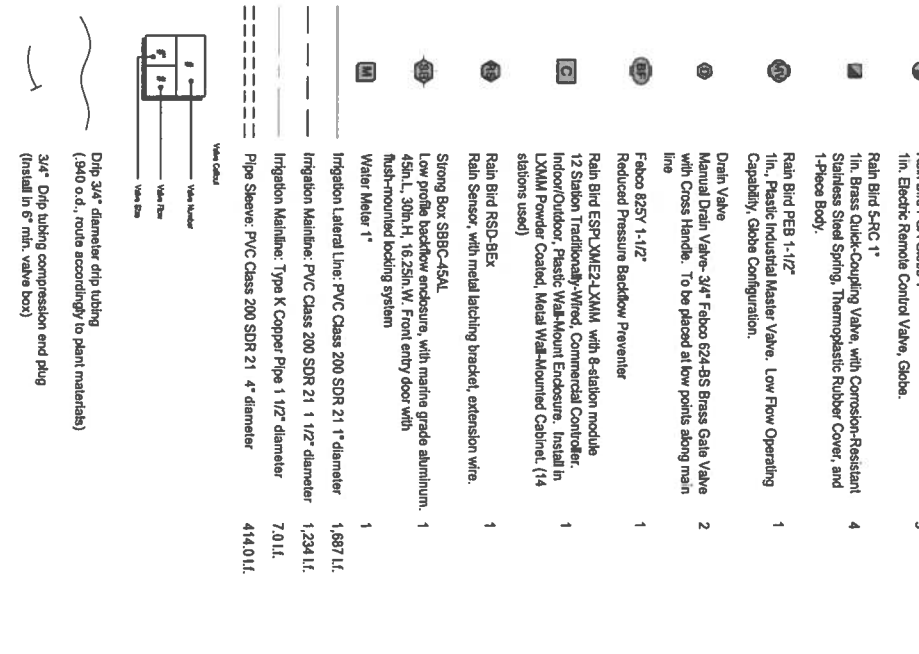 1in. Electric Remote Control Valve, Globe.
Rain Bird 5-RC 1"
1in. Brass Quick-Coupling Valve, with Corrosion-Resistant
Stainless Steel Spring, Thermoplastic Rubber Cover, and
1-Piece Body.
4
Rain Bird PEB 1-1/2"
1in., Plastic Industrial Master Valve. Low Flow Operating
Capability, Globe Configuration.
MV
1
Drain Valve
Manual Drain Valve- 3/4" Febco 624-BS Brass Gate Valve
with Cross Handle. To be placed at low points along main
line
D
2
Febco 825Y 1-1/2"
Reduced Pressure Backflow Preventer
BF
1
Rain Bird ESPLXME2-LXMM with 8-station module
12 Station Traditionally-Wired, Commercial Controller.
Indoor/Outdoor, Plastic Wall-Mount Enclosure. Install in
LXMM Powder Coated, Metal Wall-Mounted Cabinet. (14
stations used)
C
1
Rain Bird RSD-BEx
Rain Sensor, with metal latching bracket, extension wire.
RS
1
Strong Box SBBC-45AL
Low profile backflow enclosure, with marine grade aluminum.
45in.L, 30in.H, 16.25in.W. Front entry door with
flush-mounted locking system
SB
1
Water Meter 1"
M
1
Irrigation Lateral Line: PVC Class 200 SDR 21 1" diameter
1,687 l.f.
Irrigation Mainline: PVC Class 200 SDR 21 1 1/2" diameter
1,234 l.f.
Irrigation Mainline: Type K Copper Pipe 1 1/2" diameter
7.0 l.f.
Pipe Sleeve: PVC Class 200 SDR 21 4" diameter
414.0 l.f.
Valve Callout
#
#"
#
Valve Number
Valve Flow
Valve Size
Drip 3/4" diameter drip tubing
(.940 o.d., route accordingly to plant materials)
3/4" Drip tubing compression end plug
(Install in 6" min. valve box)